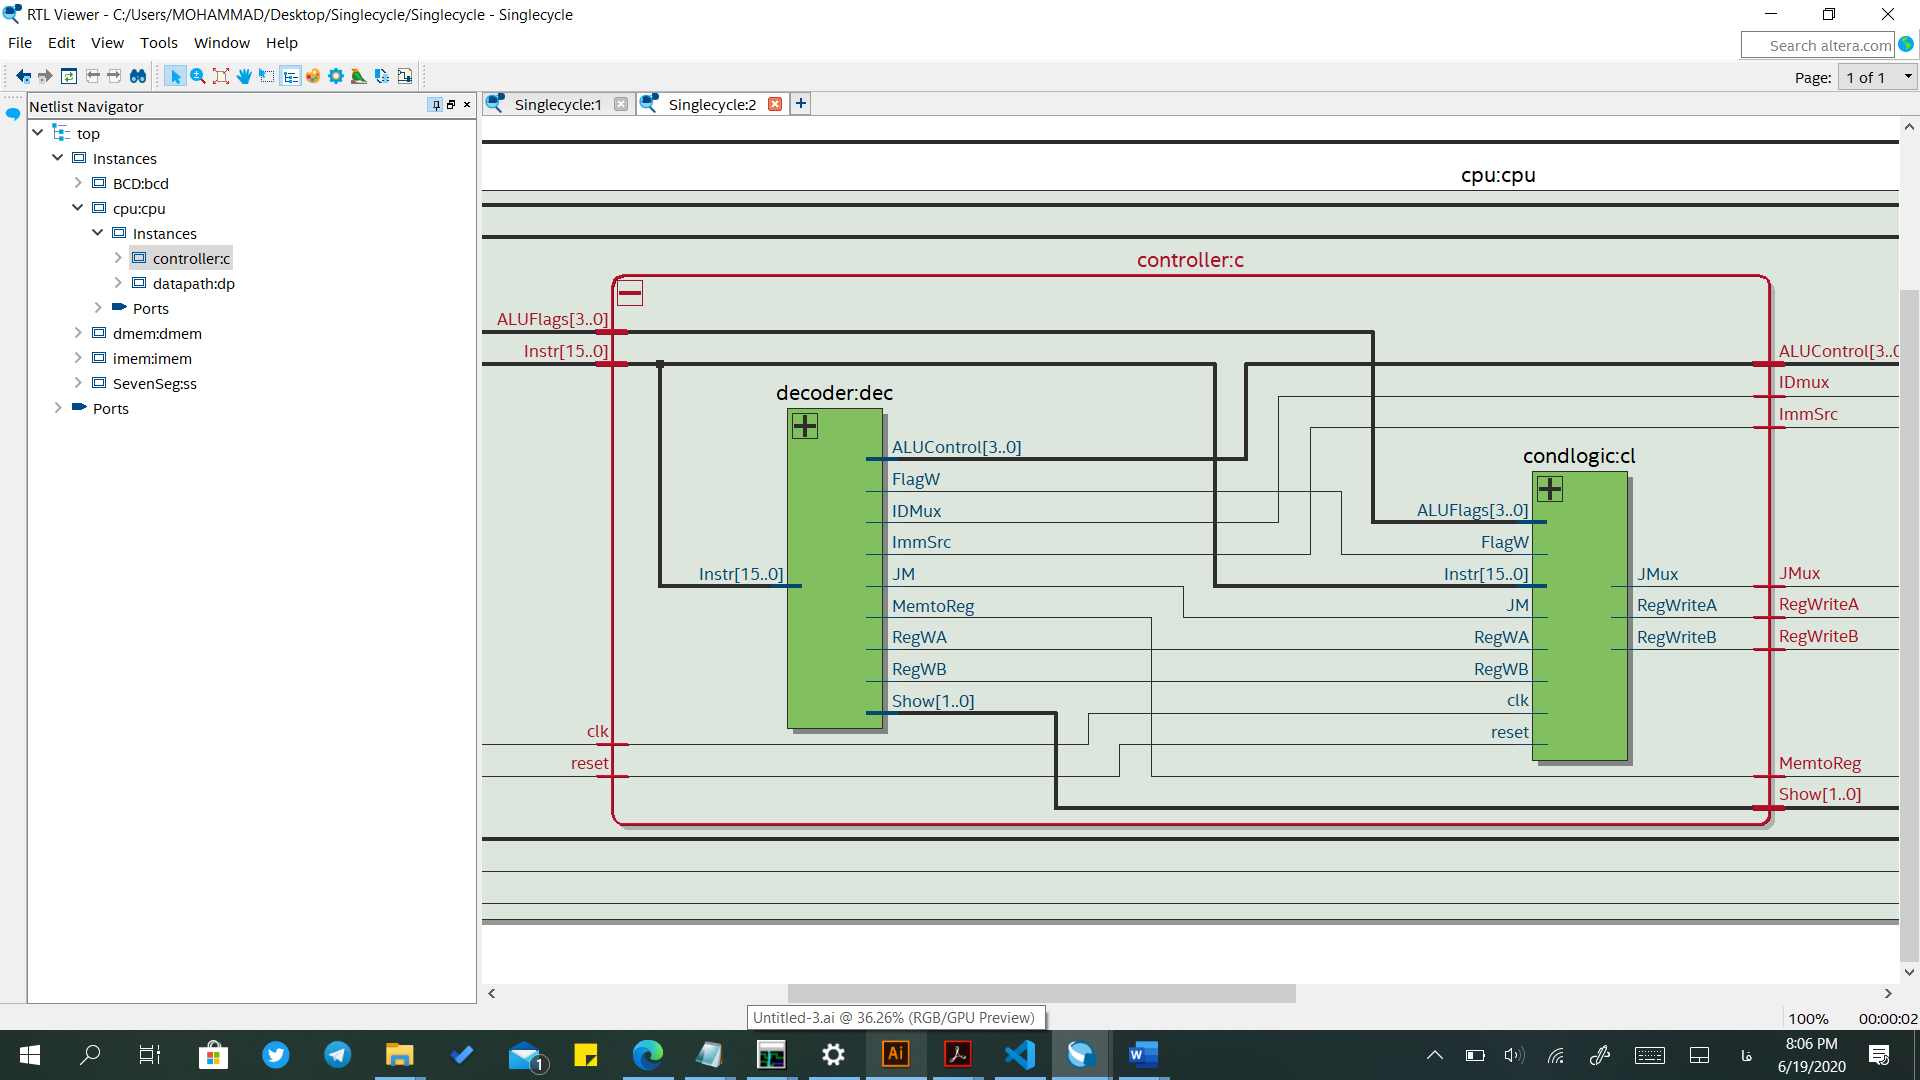 RTL Viewer - C:/Users/MOHAMMAD/Desktop/Singlecycle/Singlecycle - Singlecycle
File Edit View Tools Window Help
Search altera.com
Page: 1 of 1
Netlist Navigator
Singlecycle:1
Singlecycle:2
top
Instances
BCD:bcd
cpu:cpu
Instances
controller:c
datapath:dp
Ports
dmem:dmem
imem:imem
SevenSeg:ss
Ports
cpu:cpu
controller:c
ALUFlags[3..0]
Instr[15..0]
clk
reset
decoder:dec
Instr[15..0]
ALUControl[3..0]
FlagW
IDMux
ImmSrc
JM
MemtoReg
RegWA
RegWB
Show[1..0]
condlogic:cl
ALUFlags[3..0]
FlagW
Instr[15..0]
JM
RegWA
RegWB
clk
reset
JMux
RegWriteA
RegWriteB
ALUControl[3..0
IDmux
ImmSrc
JMux
RegWriteA
RegWriteB
MemtoReg
Show[1..0]
Untitled-3.ai @ 36.26% (RGB/GPU Preview)
100% 00:00:02
1
Ai
W
فا
8:06 PM
6/19/2020